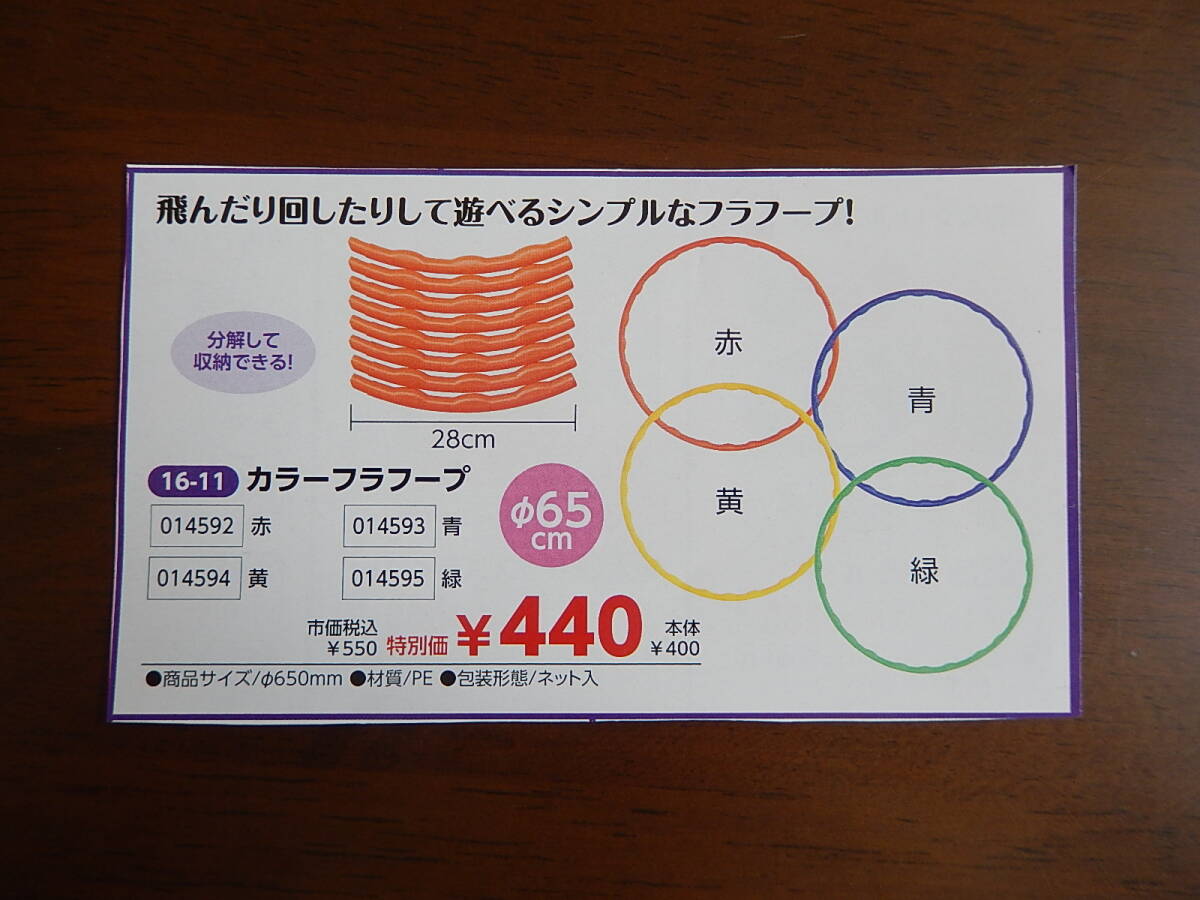 飛んだり回したりして遊べるシンプルなフラフープ!
分解して
収納できる!
28cm
赤
青
黄
緑
16-11 カラーフラフープ
φ65
cm
014592 赤 014593 青
014594 黄 014595 緑
市価税込
¥550 特別価 ¥440 本体
¥400
●商品サイズ/φ650mm ●材質/PE ●包装形態/ネット入